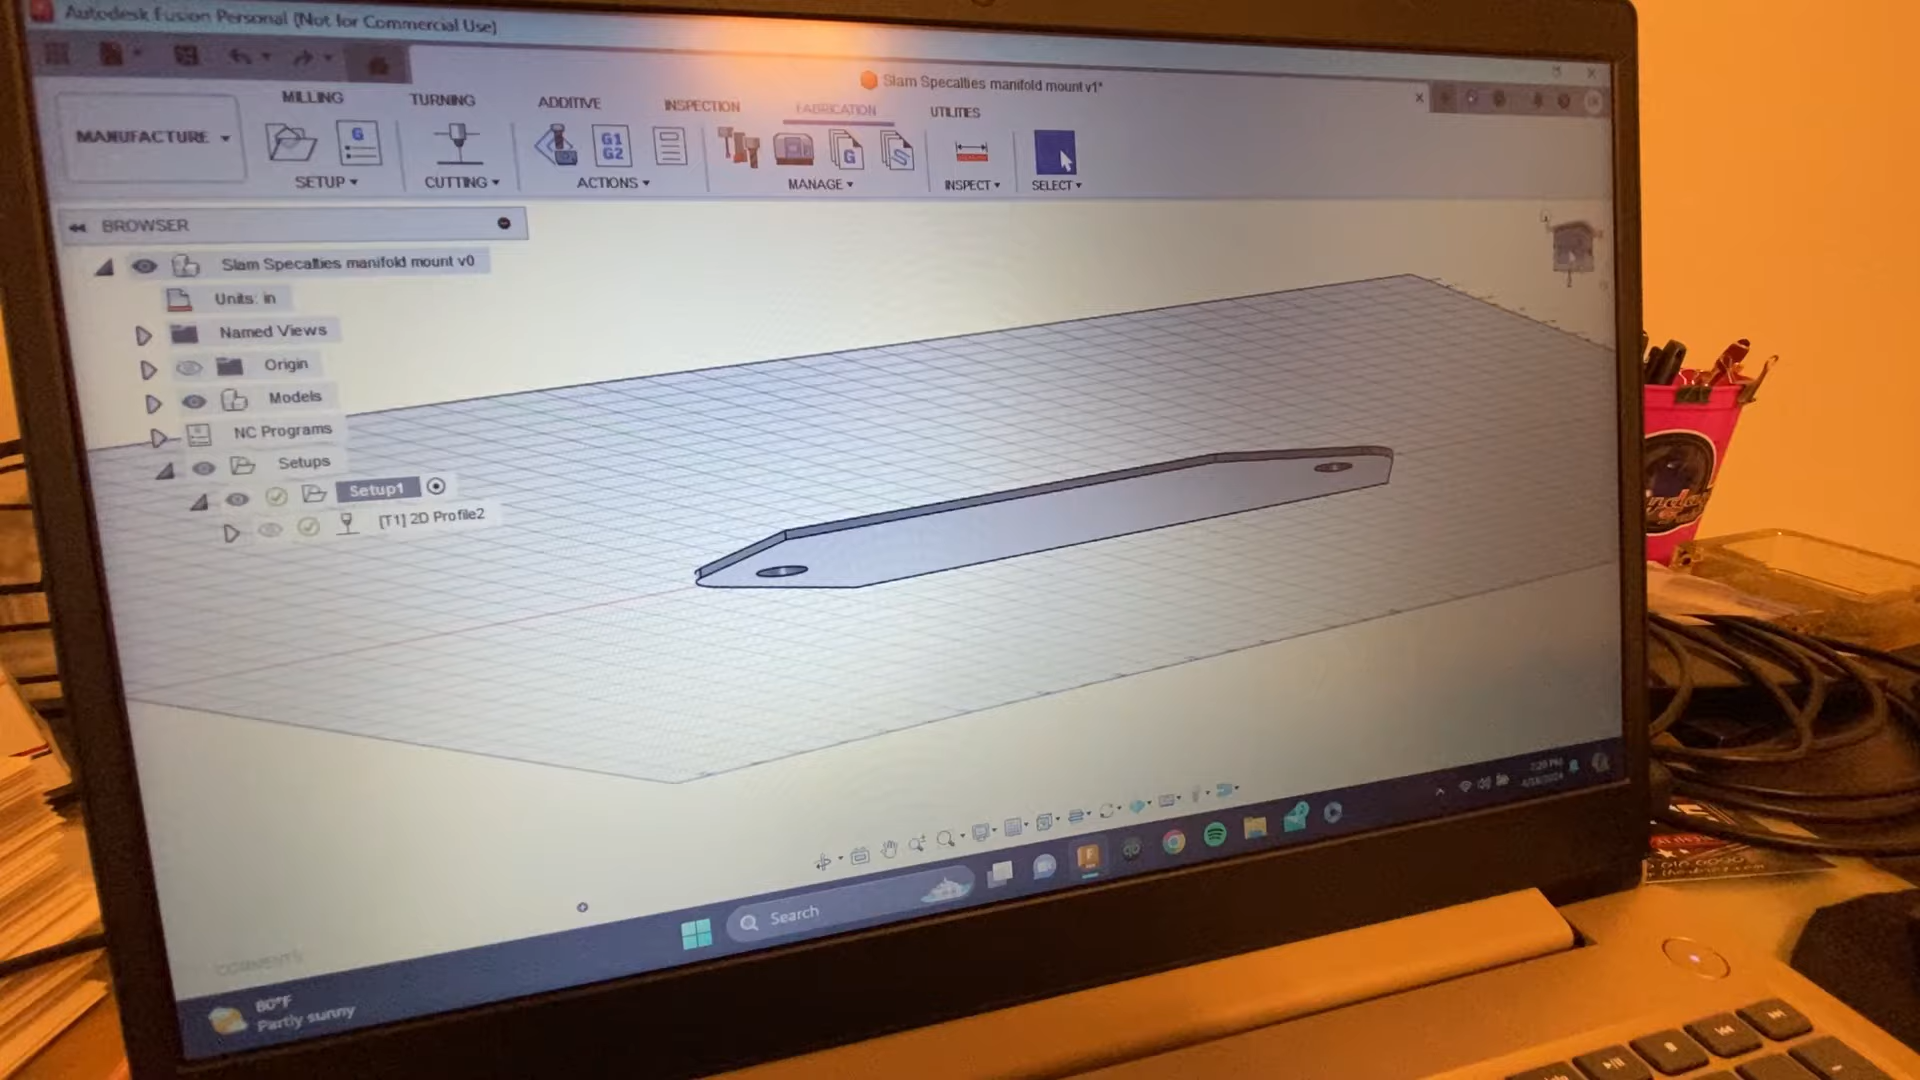 Autodesk Fusion Personal (Not for Commercial Use)
Slam Specalties manifold mount v1*
MILLING TURNING ADDITIVE INSPECTION FABRICATION UTILITIES
MANUFACTURE
G
G1
G2
G
SETUP CUTTING ACTIONS MANAGE INSPECT SELECT
BROWSER
Slam Specalties manifold mount v0
Units: in
Named Views
Origin
Models
NC Programs
Setups
Setup1
[T1] 2D Profile2
COMMENTS
Search
80°F
Partly sunny